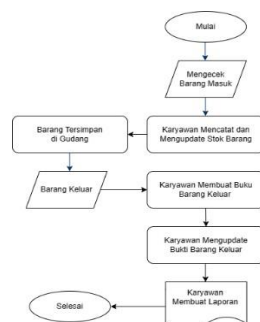 Mulai
Mengecek
Barang Masuk
Karyawan Mencatat dan
Mengupdate Stok Barang
Barang Tersimpan
di Gudang
Barang Keluar
Karyawan Membuat Buku
Barang Keluar
Karyawan Mengupdate
Bukti Barang Keluar
Karyawan
Membuat Laporan
Selesai